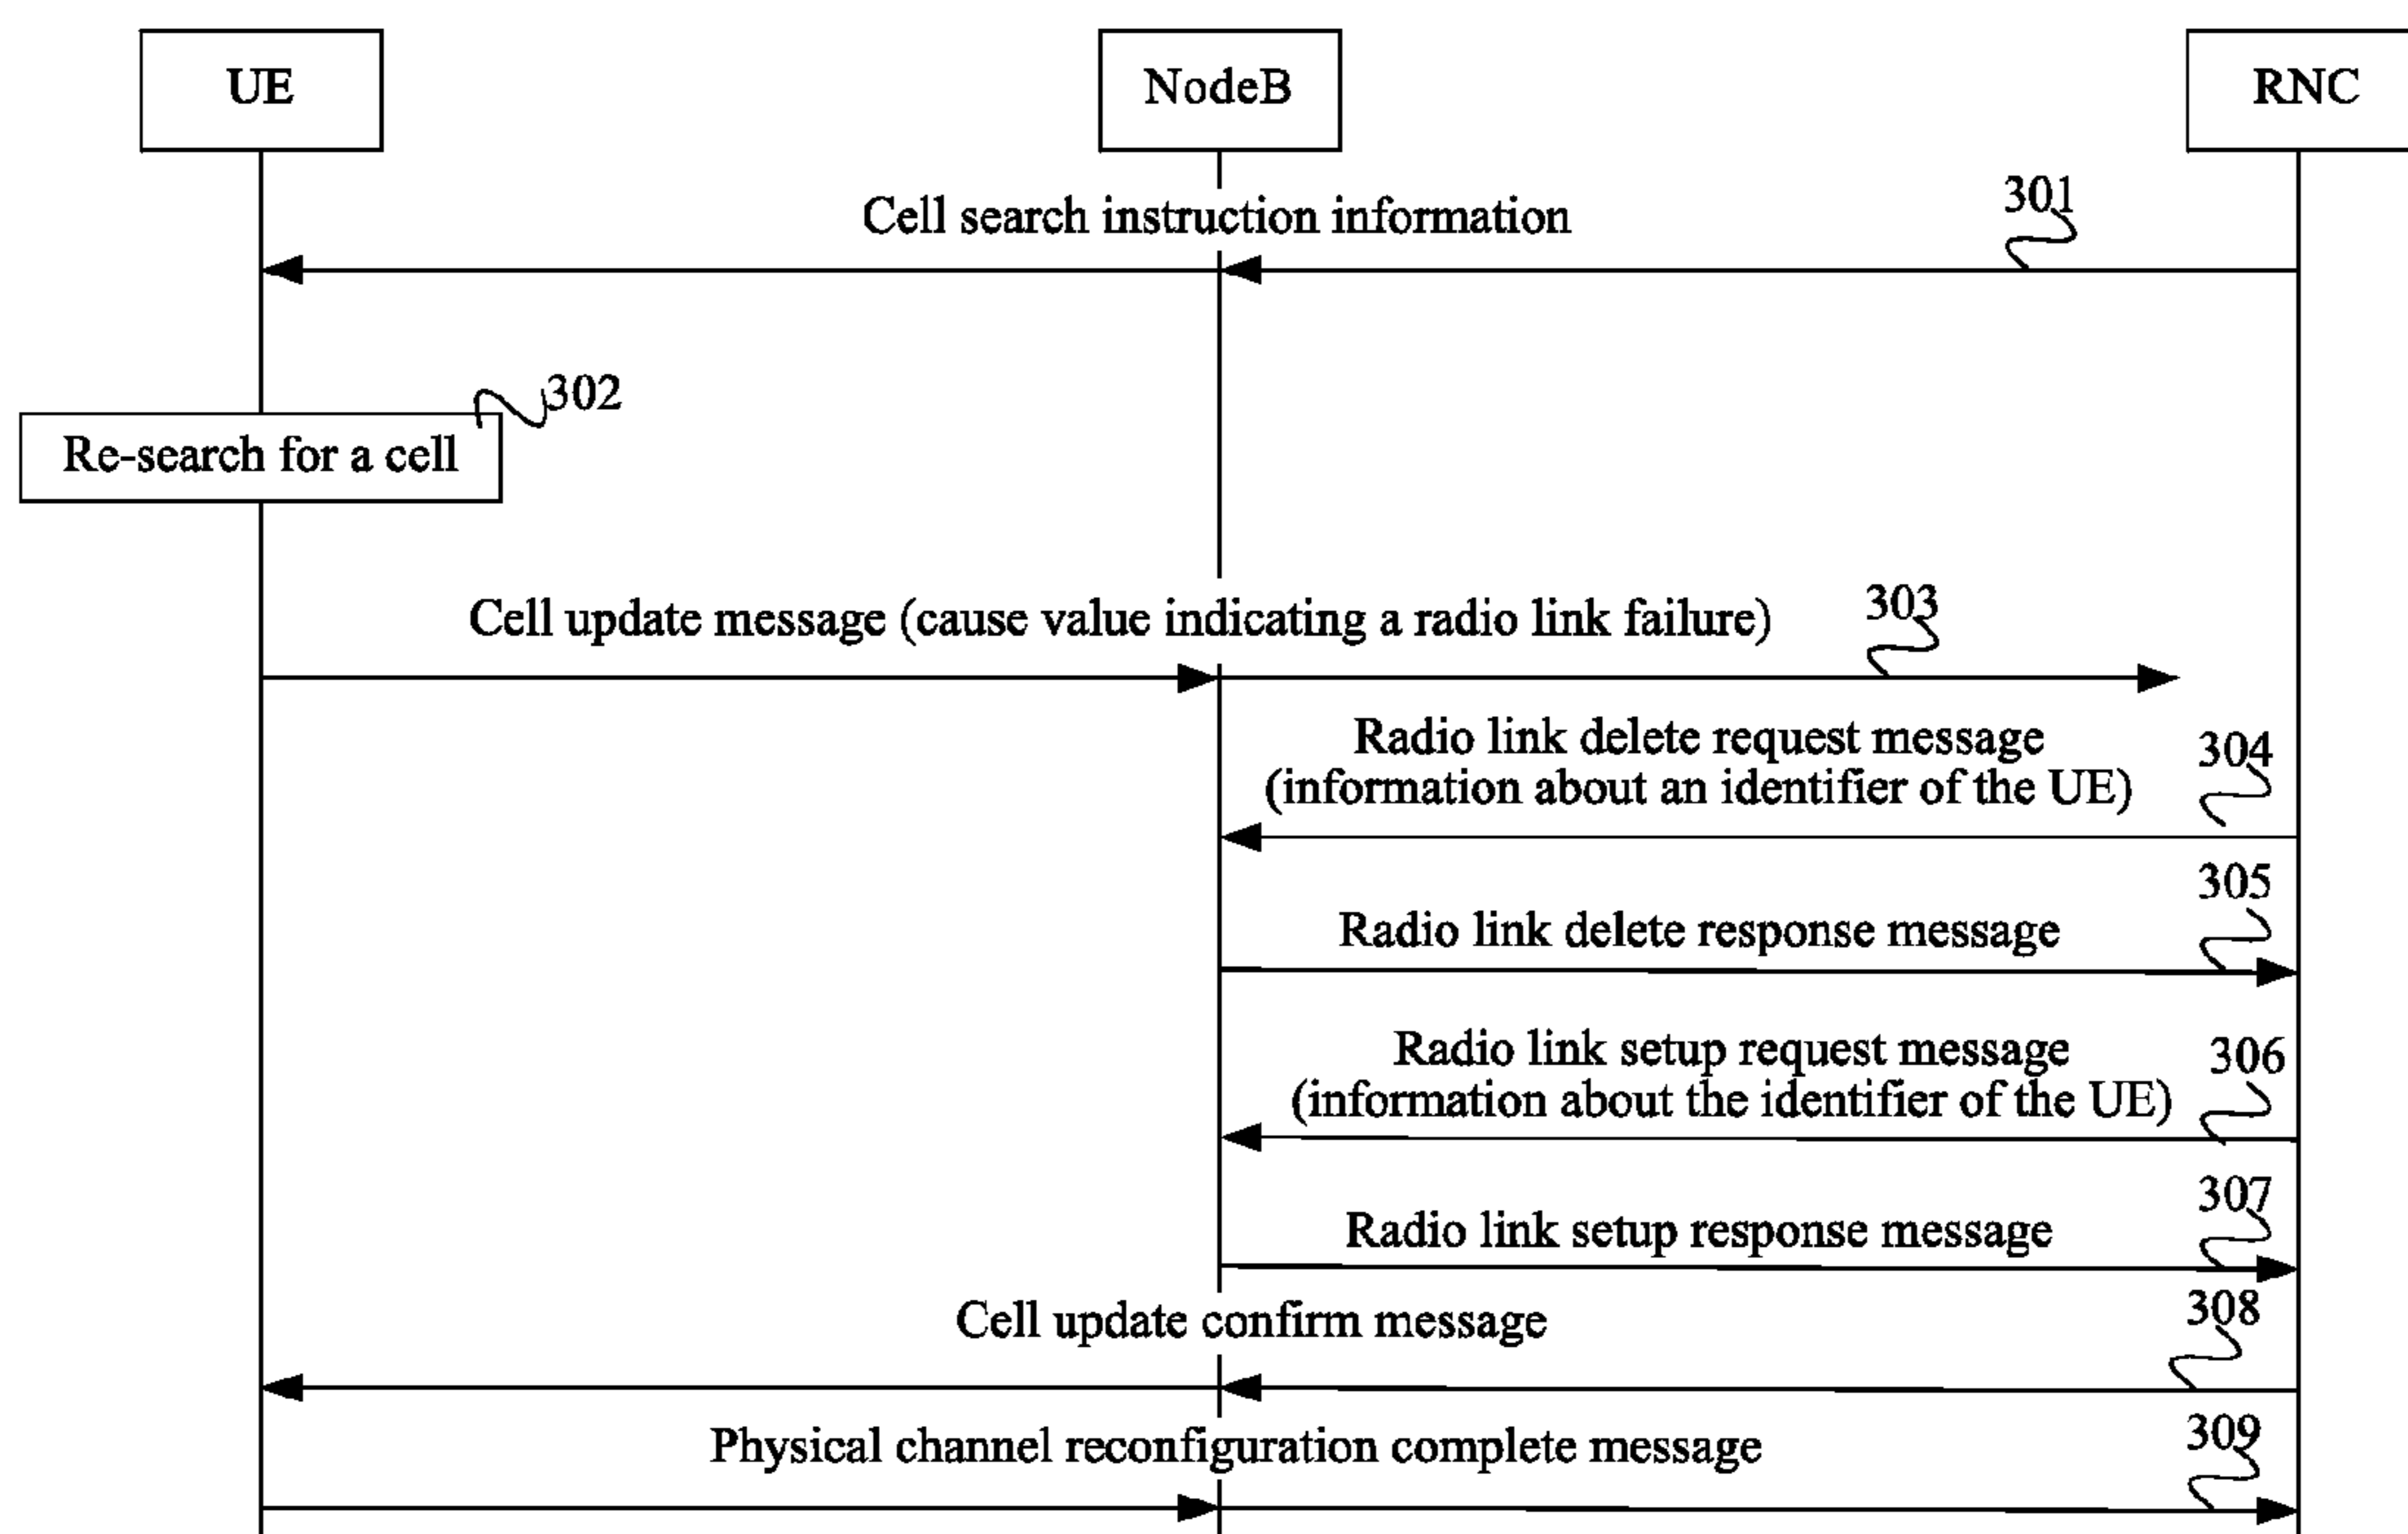 UE
NodeB
RNC
Cell search instruction information
301
302
Re-search for a cell
Cell update message (cause value indicating a radio link failure)
303
Radio link delete request message
(information about an identifier of the UE)
304
305
Radio link delete response message
Radio link setup request message
(information about the identifier of the UE)
306
307
Radio link setup response message
Cell update confirm message
308
Physical channel reconfiguration complete message
309